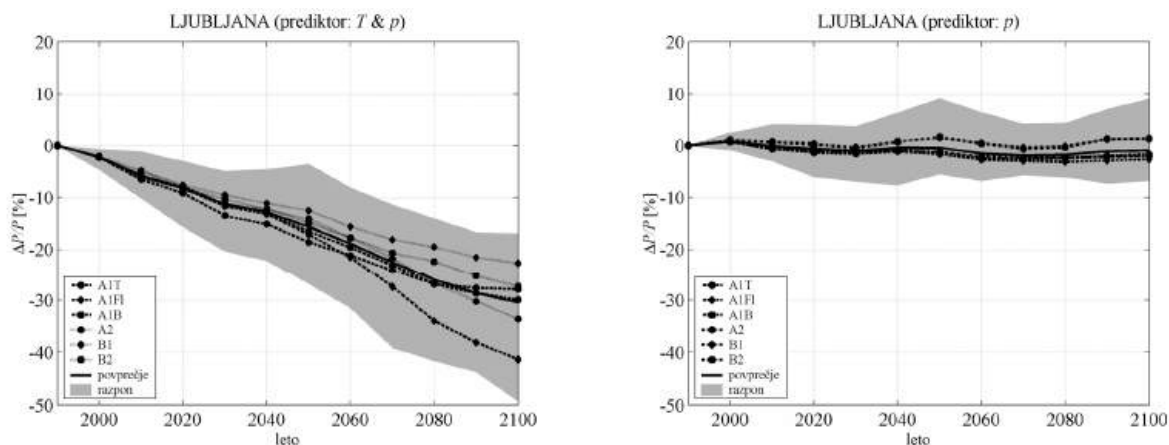 LJUBLJANA (prediktor: T & p)
20
10
0
-10
-20
-30
-40
-50
ΔP/P [%]
A1T
A1FI
A1B
A2
B1
B2
povprečje
razpon
2000 2020 2040 2060 2080 2100
leto
LJUBLJANA (prediktor: p)
20
10
0
-10
-20
-30
-40
-50
ΔP/P [%]
A1T
A1FI
A1B
A2
B1
B2
povprečje
razpon
2000 2020 2040 2060 2080 2100
leto